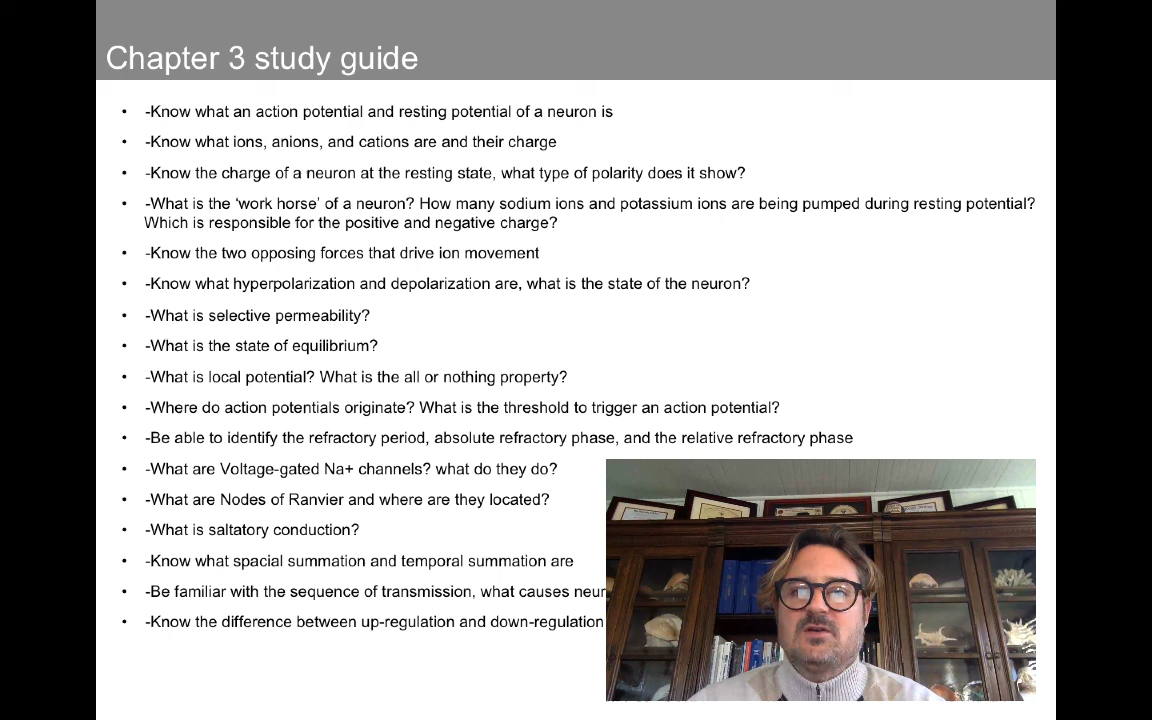 Chapter 3 study guide
• -Know what an action potential and resting potential of a neuron is
• -Know what ions, anions, and cations are and their charge
• -Know the charge of a neuron at the resting state, what type of polarity does it show?
• -What is the ‘work horse’ of a neuron? How many sodium ions and potassium ions are being pumped during resting potential?
Which is responsible for the positive and negative charge?
• -Know the two opposing forces that drive ion movement
• -Know what hyperpolarization and depolarization are, what is the state of the neuron?
• -What is selective permeability?
• -What is the state of equilibrium?
• -What is local potential? What is the all or nothing property?
• -Where do action potentials originate? What is the threshold to trigger an action potential?
• -Be able to identify the refractory period, absolute refractory phase, and the relative refractory phase
• -What are Voltage-gated Na+ channels? what do they do?
• -What are Nodes of Ranvier and where are they located?
• -What is saltatory conduction?
• -Know what spacial summation and temporal summation are
• -Be familiar with the sequence of transmission, what causes
• -Know the difference between up-regulation and down-regulation